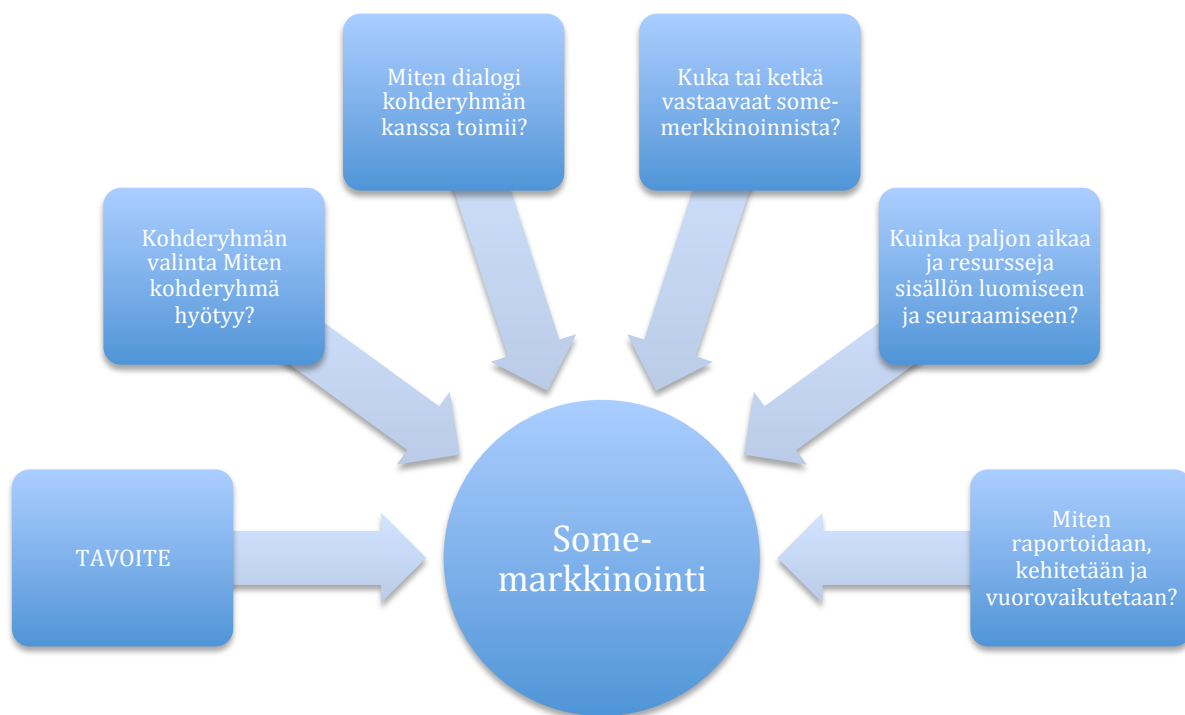 TAVOITE
Kohderyhmän
valinta Miten
kohderyhmä
hyötyy?
Miten dialogi
kohderyhmän
kanssa toimii?
Kuka tai ketkä
vastaavaat some-
merkkinoinnista?
Kuinka paljon aikaa
ja resursseja
sisällön luomiseen
ja seuraamiseen?
Miten
raportoidaan,
kehitetään ja
vuorovaikutetaan?
Some-
markkinointi